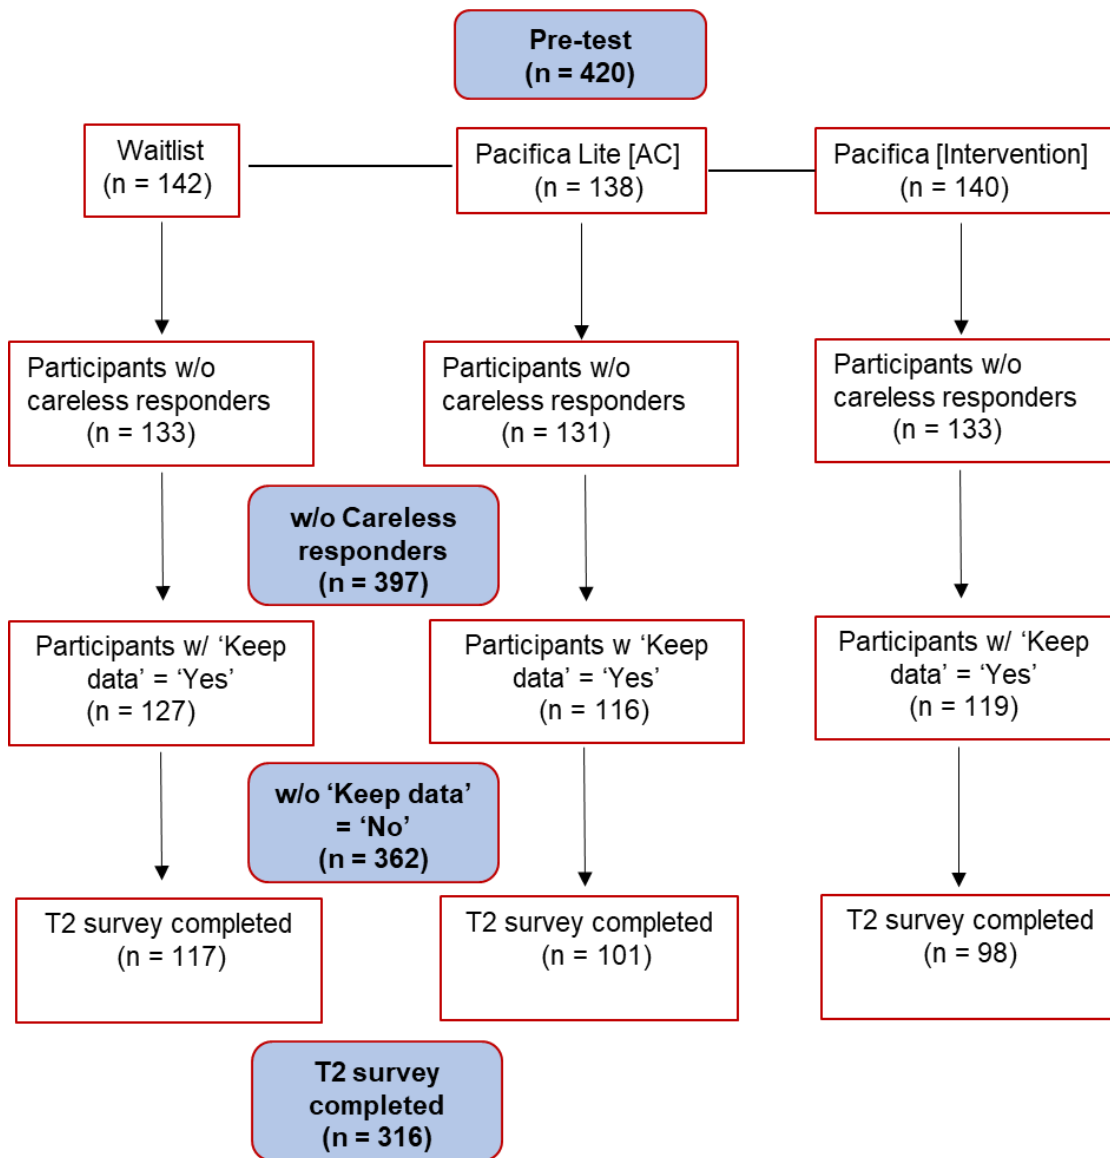 Pre-test
(n = 420)
Waitlist
(n = 142)
Pacifica Lite [AC]
(n = 138)
Pacifica [Intervention]
(n = 140)
Participants w/o
careless responders
(n = 133)
Participants w/o
careless responders
(n = 131)
Participants w/o
careless responders
(n = 133)
w/o Careless
responders
(n = 397)
Participants w/ ‘Keep
data’ = ‘Yes’
(n = 127)
Participants w ‘Keep
data’ = ‘Yes’
(n = 116)
Participants w/ ‘Keep
data’ = ‘Yes’
(n = 119)
w/o ‘Keep data’
= ‘No’
(n = 362)
T2 survey completed
(n = 117)
T2 survey completed
(n = 101)
T2 survey completed
(n = 98)
T2 survey
completed
(n = 316)